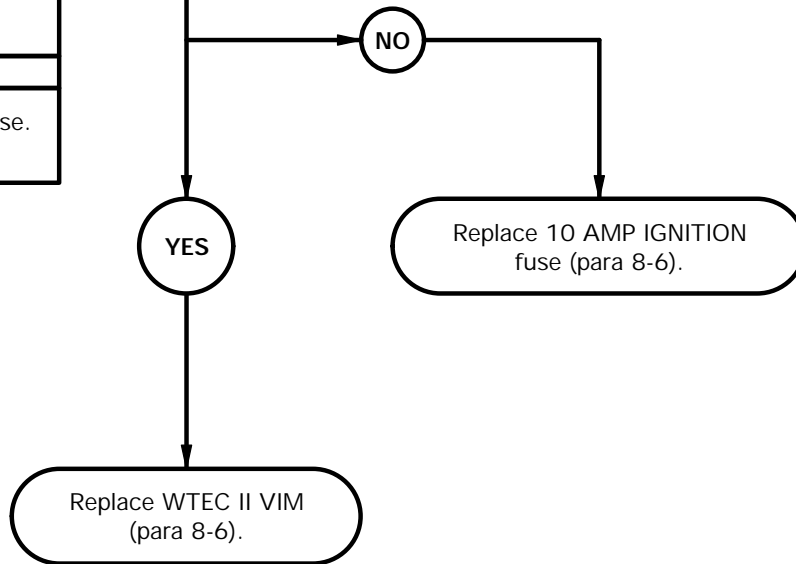 NO
se.
YES
Replace 10 AMP IGNITION
fuse (para 8-6).
Replace WTEC II VIM
(para 8-6).